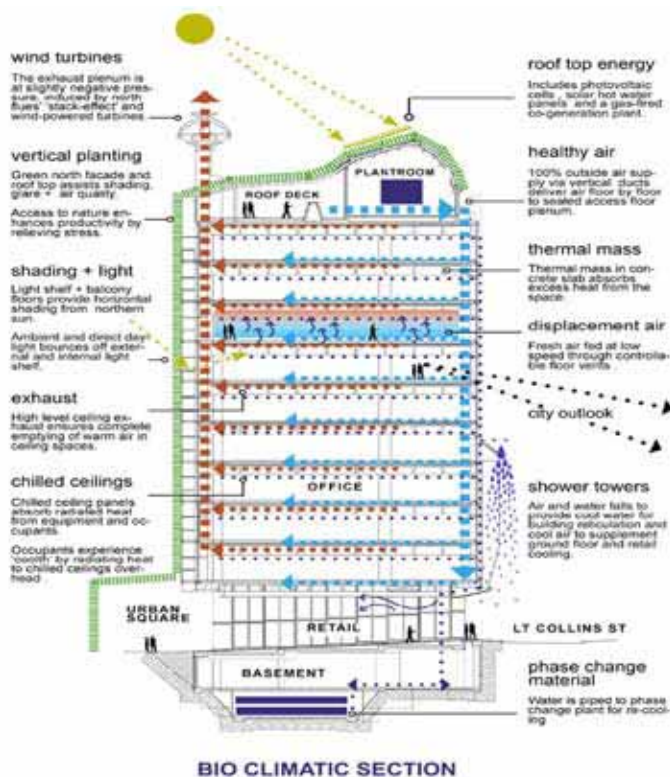 wind turbines
The exhaust plenum is
at slightly negative pres-
sure, induced by north
flues' 'stack-effect' and
wind-powered turbines
vertical planting
Green north facade and
roof top assists shading,
glare + air quality.
Access to nature en-
hances productivity by
relieving stress.
shading + light
Light shelf + balcony
floors provide horizontal
shading from northern
sun.
Ambient and direct day-
light bounces off exter-
nal and internal light
shelf.
exhaust
High level ceiling ex-
haust ensures complete
emptying of warm air in
ceiling spaces.
chilled ceilings
Chilled ceiling panels
absorb radiated heat
from equipment and oc-
cupants.
Occupants experience
'coolth' by radiating heat
to chilled ceilings over-
head
ROOF DECK
PLANTROOM
OFFICE
URBAN
SQUARE
RETAIL
LT COLLINS ST
BASEMENT
roof top energy
Includes photovoltaic
cells , solar hot water
panels and a gas-fired
co-generation plant.
healthy air
100% outside air sup-
ply via vertical ducts
deliver air floor by floor
to sealed access floor
plenum.
thermal mass
Thermal mass in con-
crete slab absorbs
excess heat from the
space.
displacement air
Fresh air fed at low
speed through controlla-
ble floor vents .
city outlook
shower towers
Air and water falls to
provide cool water for
building reticulation and
cool air to supplement
ground floor and retail
cooling.
phase change
material
Water is piped to phase
change plant for re-cool-
ing
BIO CLIMATIC SECTION